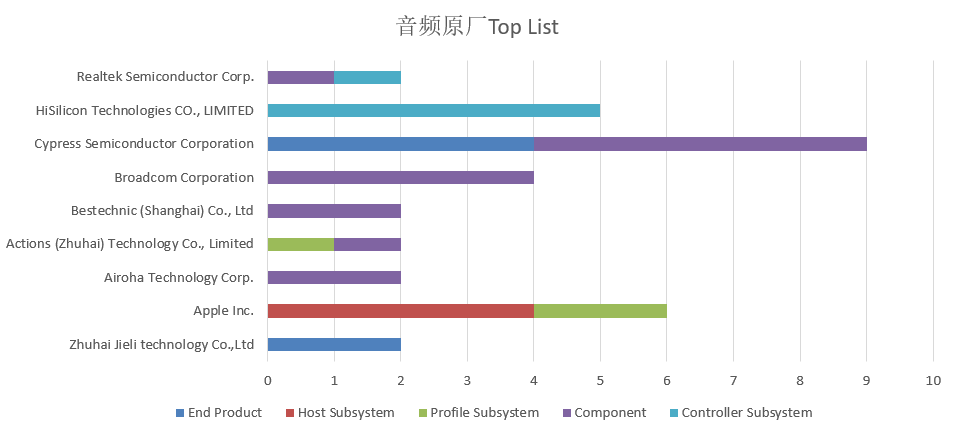 音频原厂Top List
Realtek Semiconductor Corp.
HiSilicon Technologies CO., LIMITED
Cypress Semiconductor Corporation
Broadcom Corporation
Bestechnic (Shanghai) Co., Ltd
Actions (Zhuhai) Technology Co., Limited
Airoha Technology Corp.
Apple Inc.
Zhuhai Jieli technology Co.,Ltd
0 1 2 3 4 5 6 7 8 9 10
End Product Host Subsystem Profile Subsystem Component Controller Subsystem